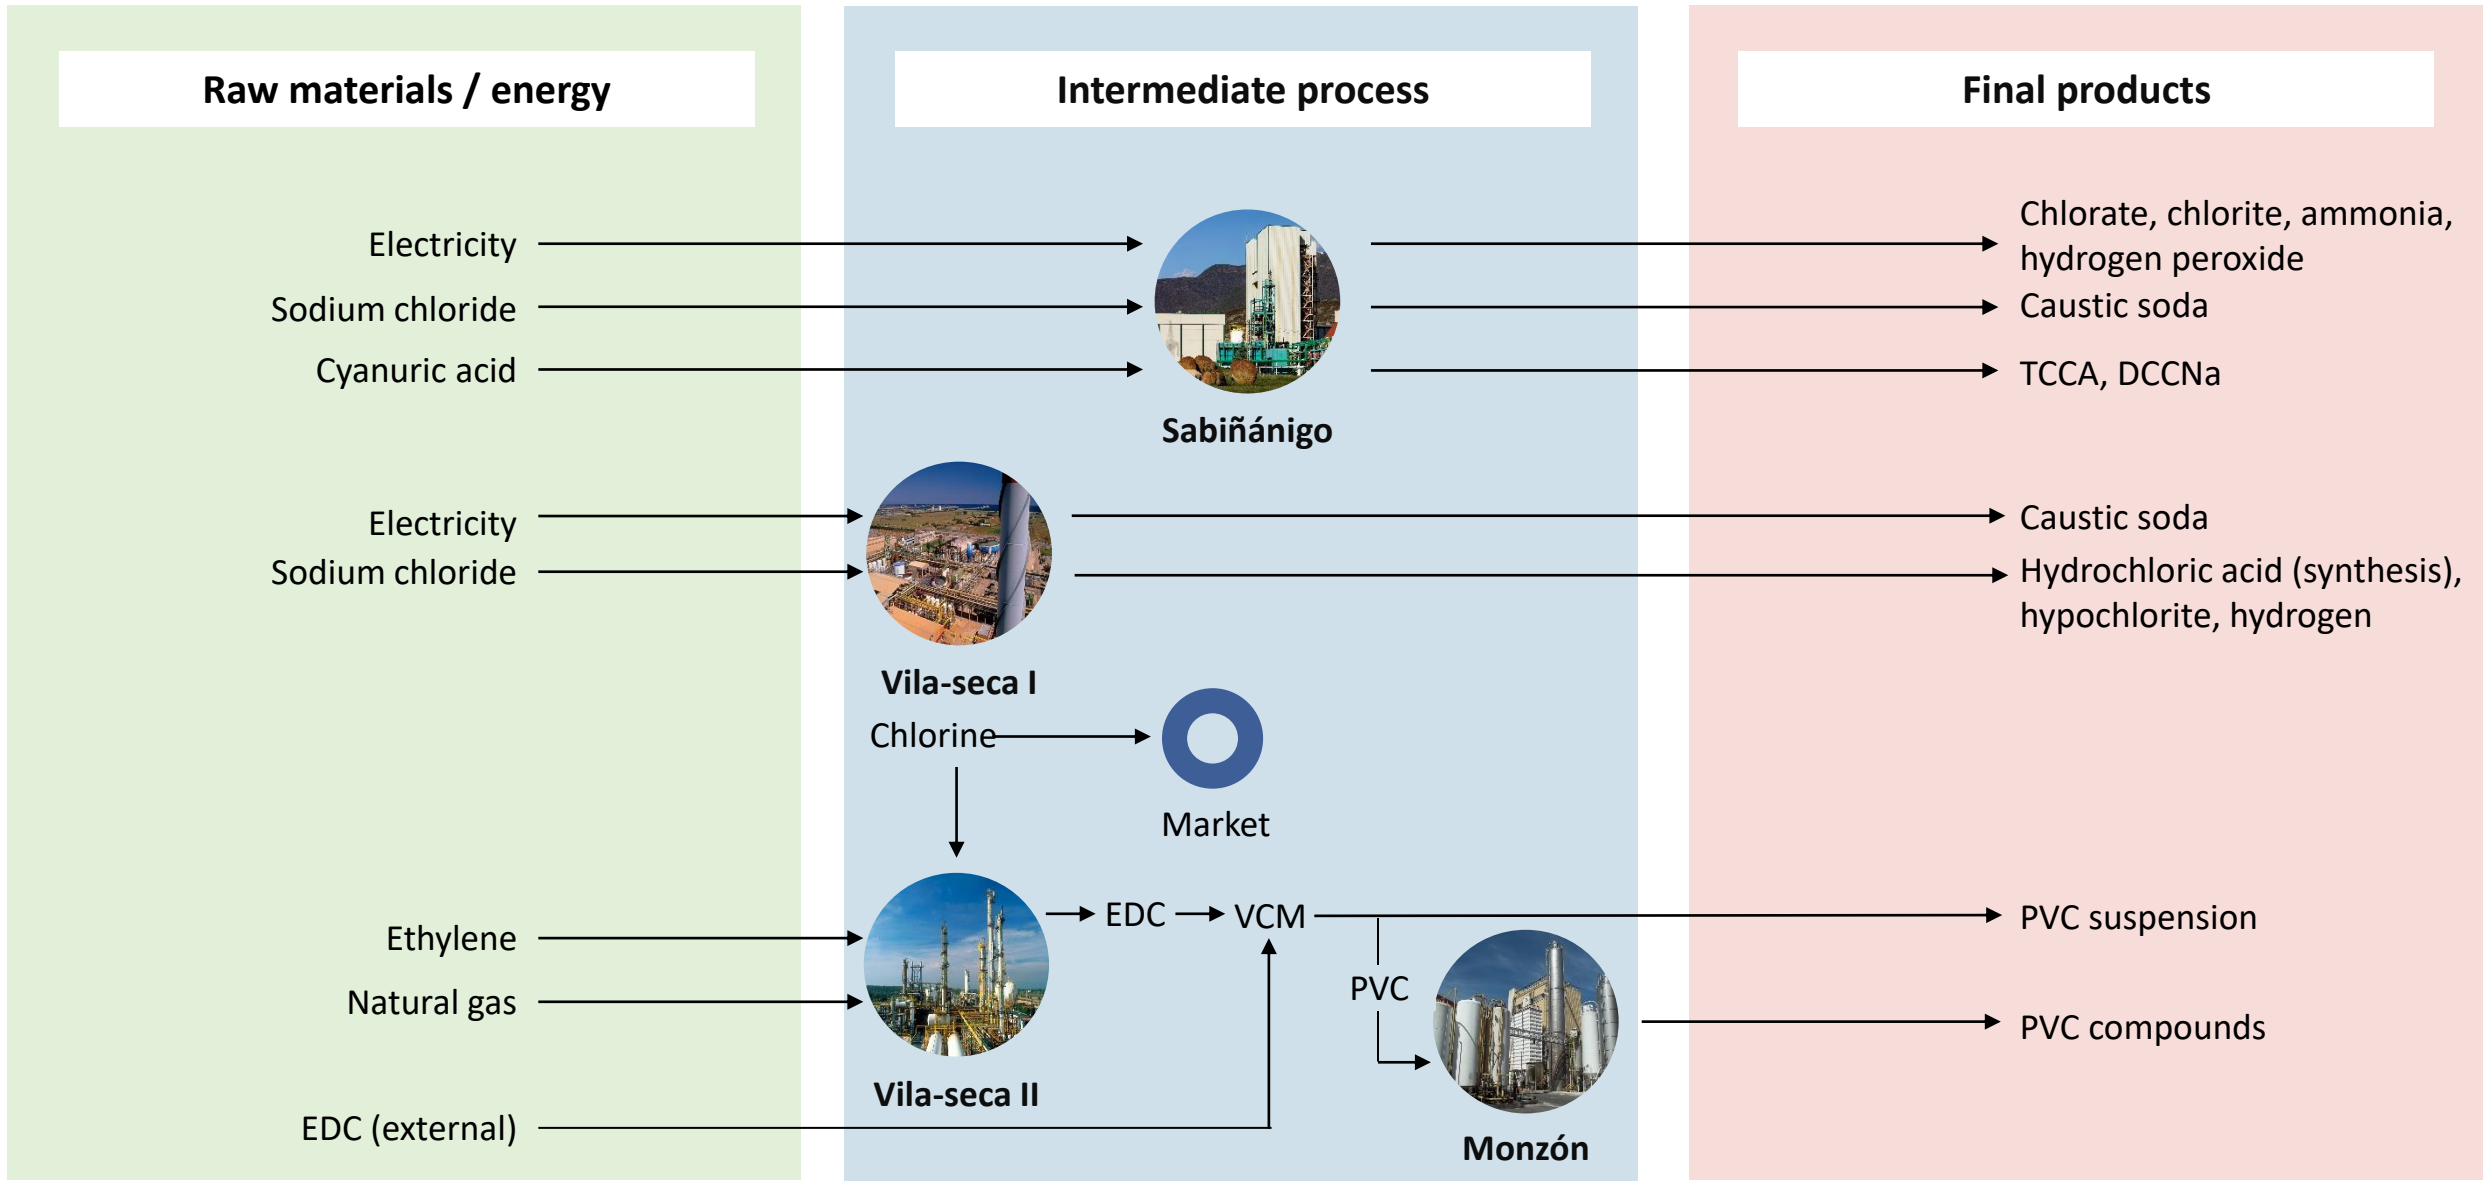 Raw materials / energy
Intermediate process
Final products
Electricity
Sodium chloride
Cyanuric acid
Sabiñánigo
Chlorate, chlorite, ammonia,
hydrogen peroxide
Caustic soda
TCCA, DCCNa
Electricity
Sodium chloride
Vila-seca I
Caustic soda
Hydrochloric acid (synthesis),
hypochlorite, hydrogen
Chlorine
Market
Ethylene
Natural gas
EDC (external)
Vila-seca II
EDC
VCM
PVC
Monzón
PVC suspension
PVC compounds